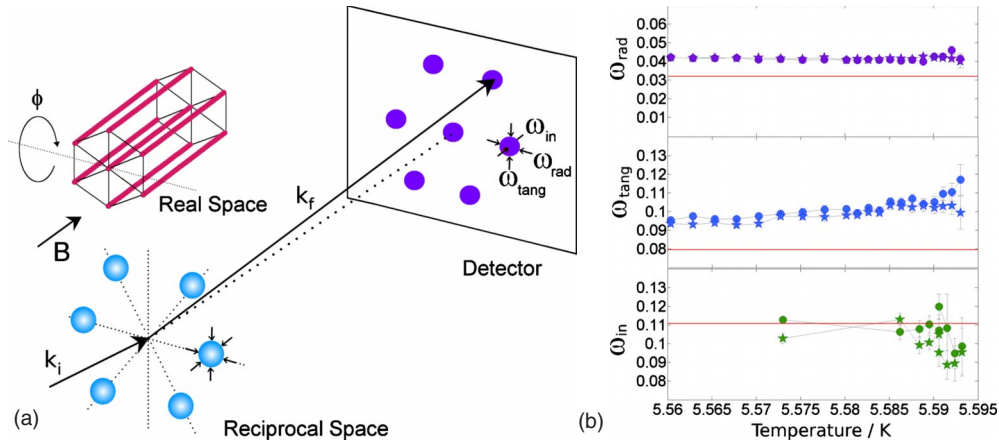 ϕ
Real Space
B
k_i
k_f
ω_in
ω_rad
ω_tang
Detector
(a)
Reciprocal Space
(b)
ω_rad
0.06
0.05
0.04
0.03
0.02
0.01
ω_tang
0.13
0.12
0.11
0.1
0.09
0.08
ω_in
0.13
0.12
0.11
0.1
0.09
0.08
5.56 5.565 5.57 5.575 5.58 5.585 5.59 5.595
Temperature / K